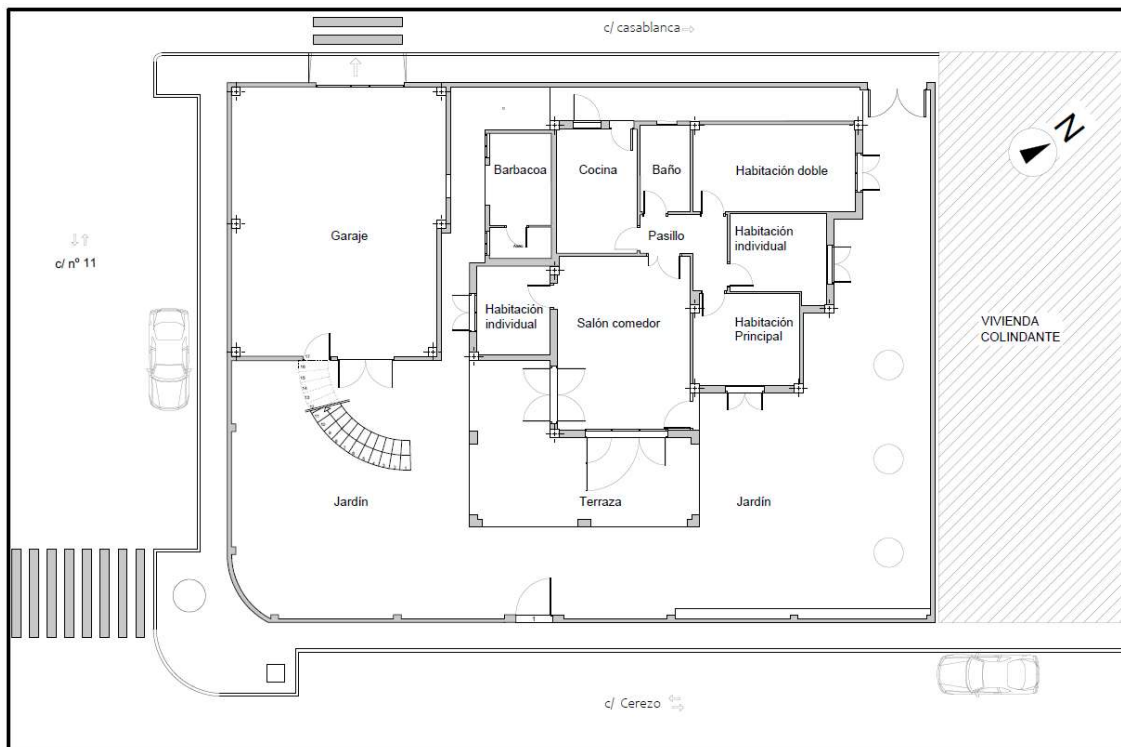 c/ casablanca
N
Barbacoa
Cocina
Baño
Habitación doble
Garaje
Pasillo
Habitación
individual
c/ nº 11
Habitación
individual
Salón comedor
Habitación
Principal
VIVIENDA
COLINDANTE
Jardín
Terraza
Jardín
1
c/ Cerezo